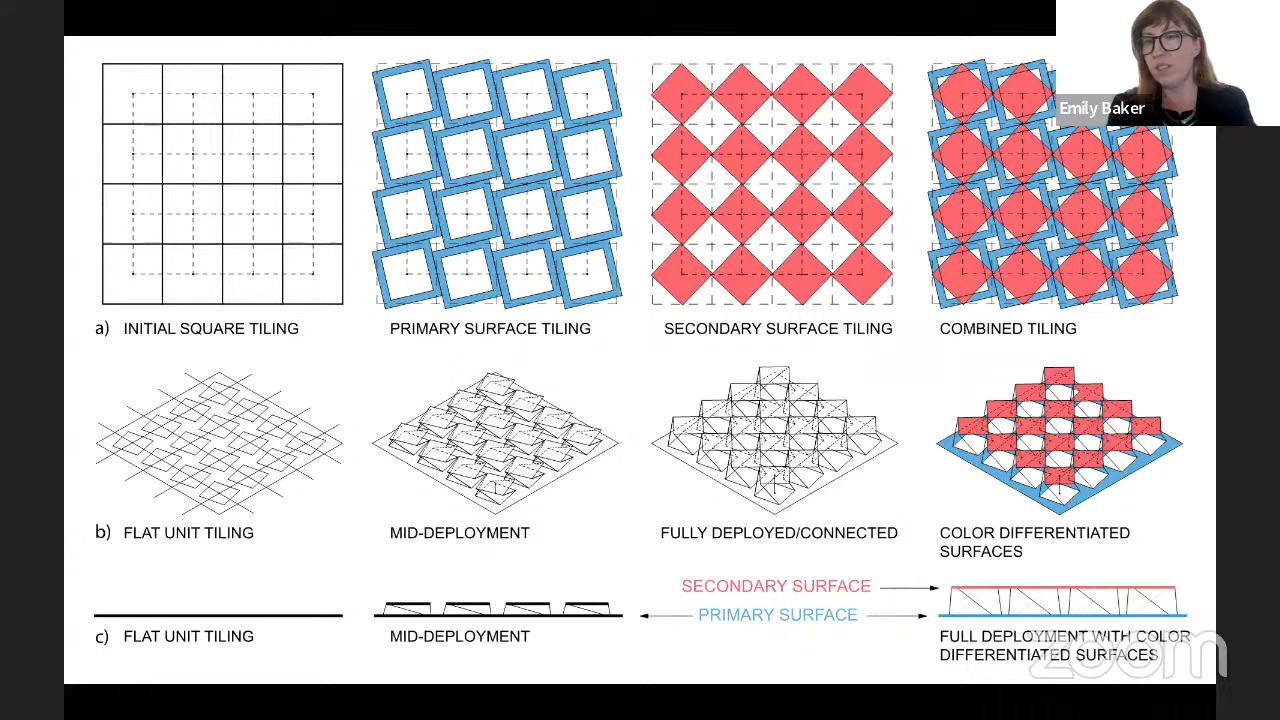 Emily Baker
a) INITIAL SQUARE TILING
PRIMARY SURFACE TILING
SECONDARY SURFACE TILING
COMBINED TILING
b) FLAT UNIT TILING
MID-DEPLOYMENT
FULLY DEPLOYED/CONNECTED
COLOR DIFFERENTIATED
SURFACES
SECONDARY SURFACE
PRIMARY SURFACE
c) FLAT UNIT TILING
MID-DEPLOYMENT
FULL DEPLOYMENT WITH COLOR
DIFFERENTIATED SURFACES
zoom